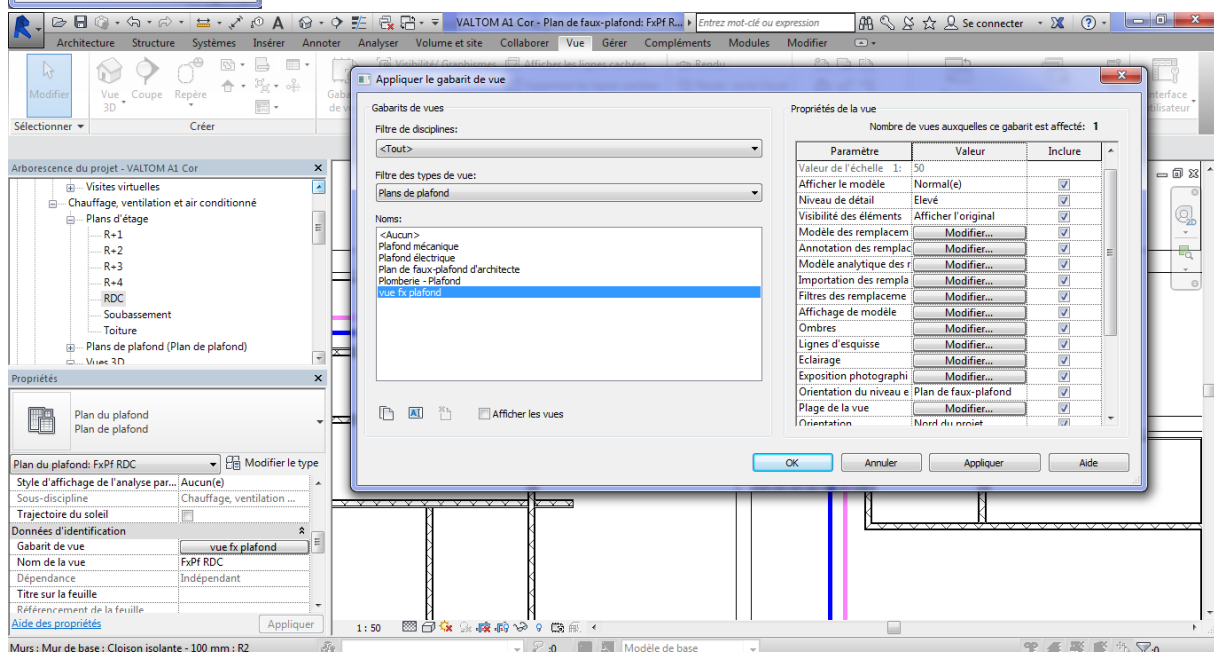 VALTOM A1 Cor - Plan de faux-plafond: FxPf R...
Entrez mot-clé ou expression
Se connecter
Architecture Structure Systèmes Insérer Annoter Analyser Volume et site Collaborer Vue Gérer Compléments Modules Modifier
Visibilité/ Graphismes Afficher les lignes cachées Rendu
Modifier
Vue 3D
Coupe
Repère
Sélectionner
Créer
Appliquer le gabarit de vue
Gabarits de vues
Filtre de disciplines:
<Tout>
Filtre des types de vue:
Plans de plafond
Noms:
<Aucun>
Plafond mécanique
Plafond électrique
Plan de faux-plafond d'architecte
Plomberie - Plafond
vue fx plafond
Afficher les vues
Propriétés de la vue
Nombre de vues auxquelles ce gabarit est affecté: 1
Paramètre Valeur Inclure
Valeur de l'échelle 1: 50
Afficher le modèle Normal(e)
Niveau de détail Elevé
Visibilité des éléments Afficher l'original
Modèle des remplacem Modifier...
Annotation des remplac Modifier...
Modèle analytique des r Modifier...
Importation des rempla Modifier...
Filtres des remplaceme Modifier...
Affichage de modèle Modifier...
Ombres Modifier...
Lignes d'esquisse Modifier...
Eclairage Modifier...
Exposition photographi Modifier...
Orientation du niveau e Plan de faux-plafond
Plage de la vue Modifier...
Orientation Nord du projet
OK Annuler Appliquer Aide
Arborescence du projet - VALTOM A1 Cor
Visites virtuelles
Chauffage, ventilation et air conditionné
Plans d'étage
R+1
R+2
R+3
R+4
RDC
Soubassement
Toiture
Plans de plafond (Plan de plafond)
Vues 3D
Propriétés
Plan du plafond
Plan de plafond
Plan du plafond: FxPf RDC
Modifier le type
Style d'affichage de l'analyse par... Aucun(e)
Sous-discipline Chauffage, ventilation ...
Trajectoire du soleil
Données d'identification
Gabarit de vue vue fx plafond
Nom de la vue FxPf RDC
Dépendance Indépendant
Titre sur la feuille
Référencement de la feuille
Aide des propriétés
Appliquer
1 : 50
Murs : Mur de base : Cloison isolante - 100 mm : R2
:0
Modèle de base
:0
2D